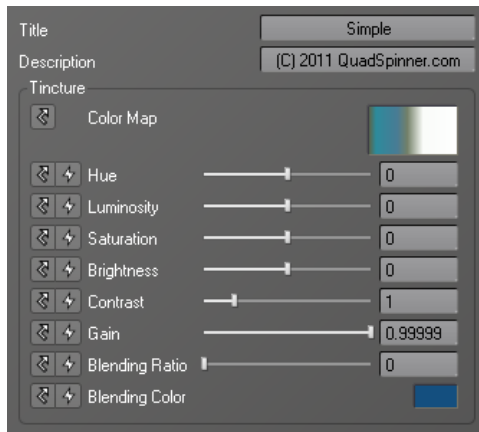 Title Simple
Description (C) 2011 QuadSpinner.com
Tincture
Color Map
Hue 0
Luminosity 0
Saturation 0
Brightness 0
Contrast 1
Gain 0.99999
Blending Ratio 0
Blending Color